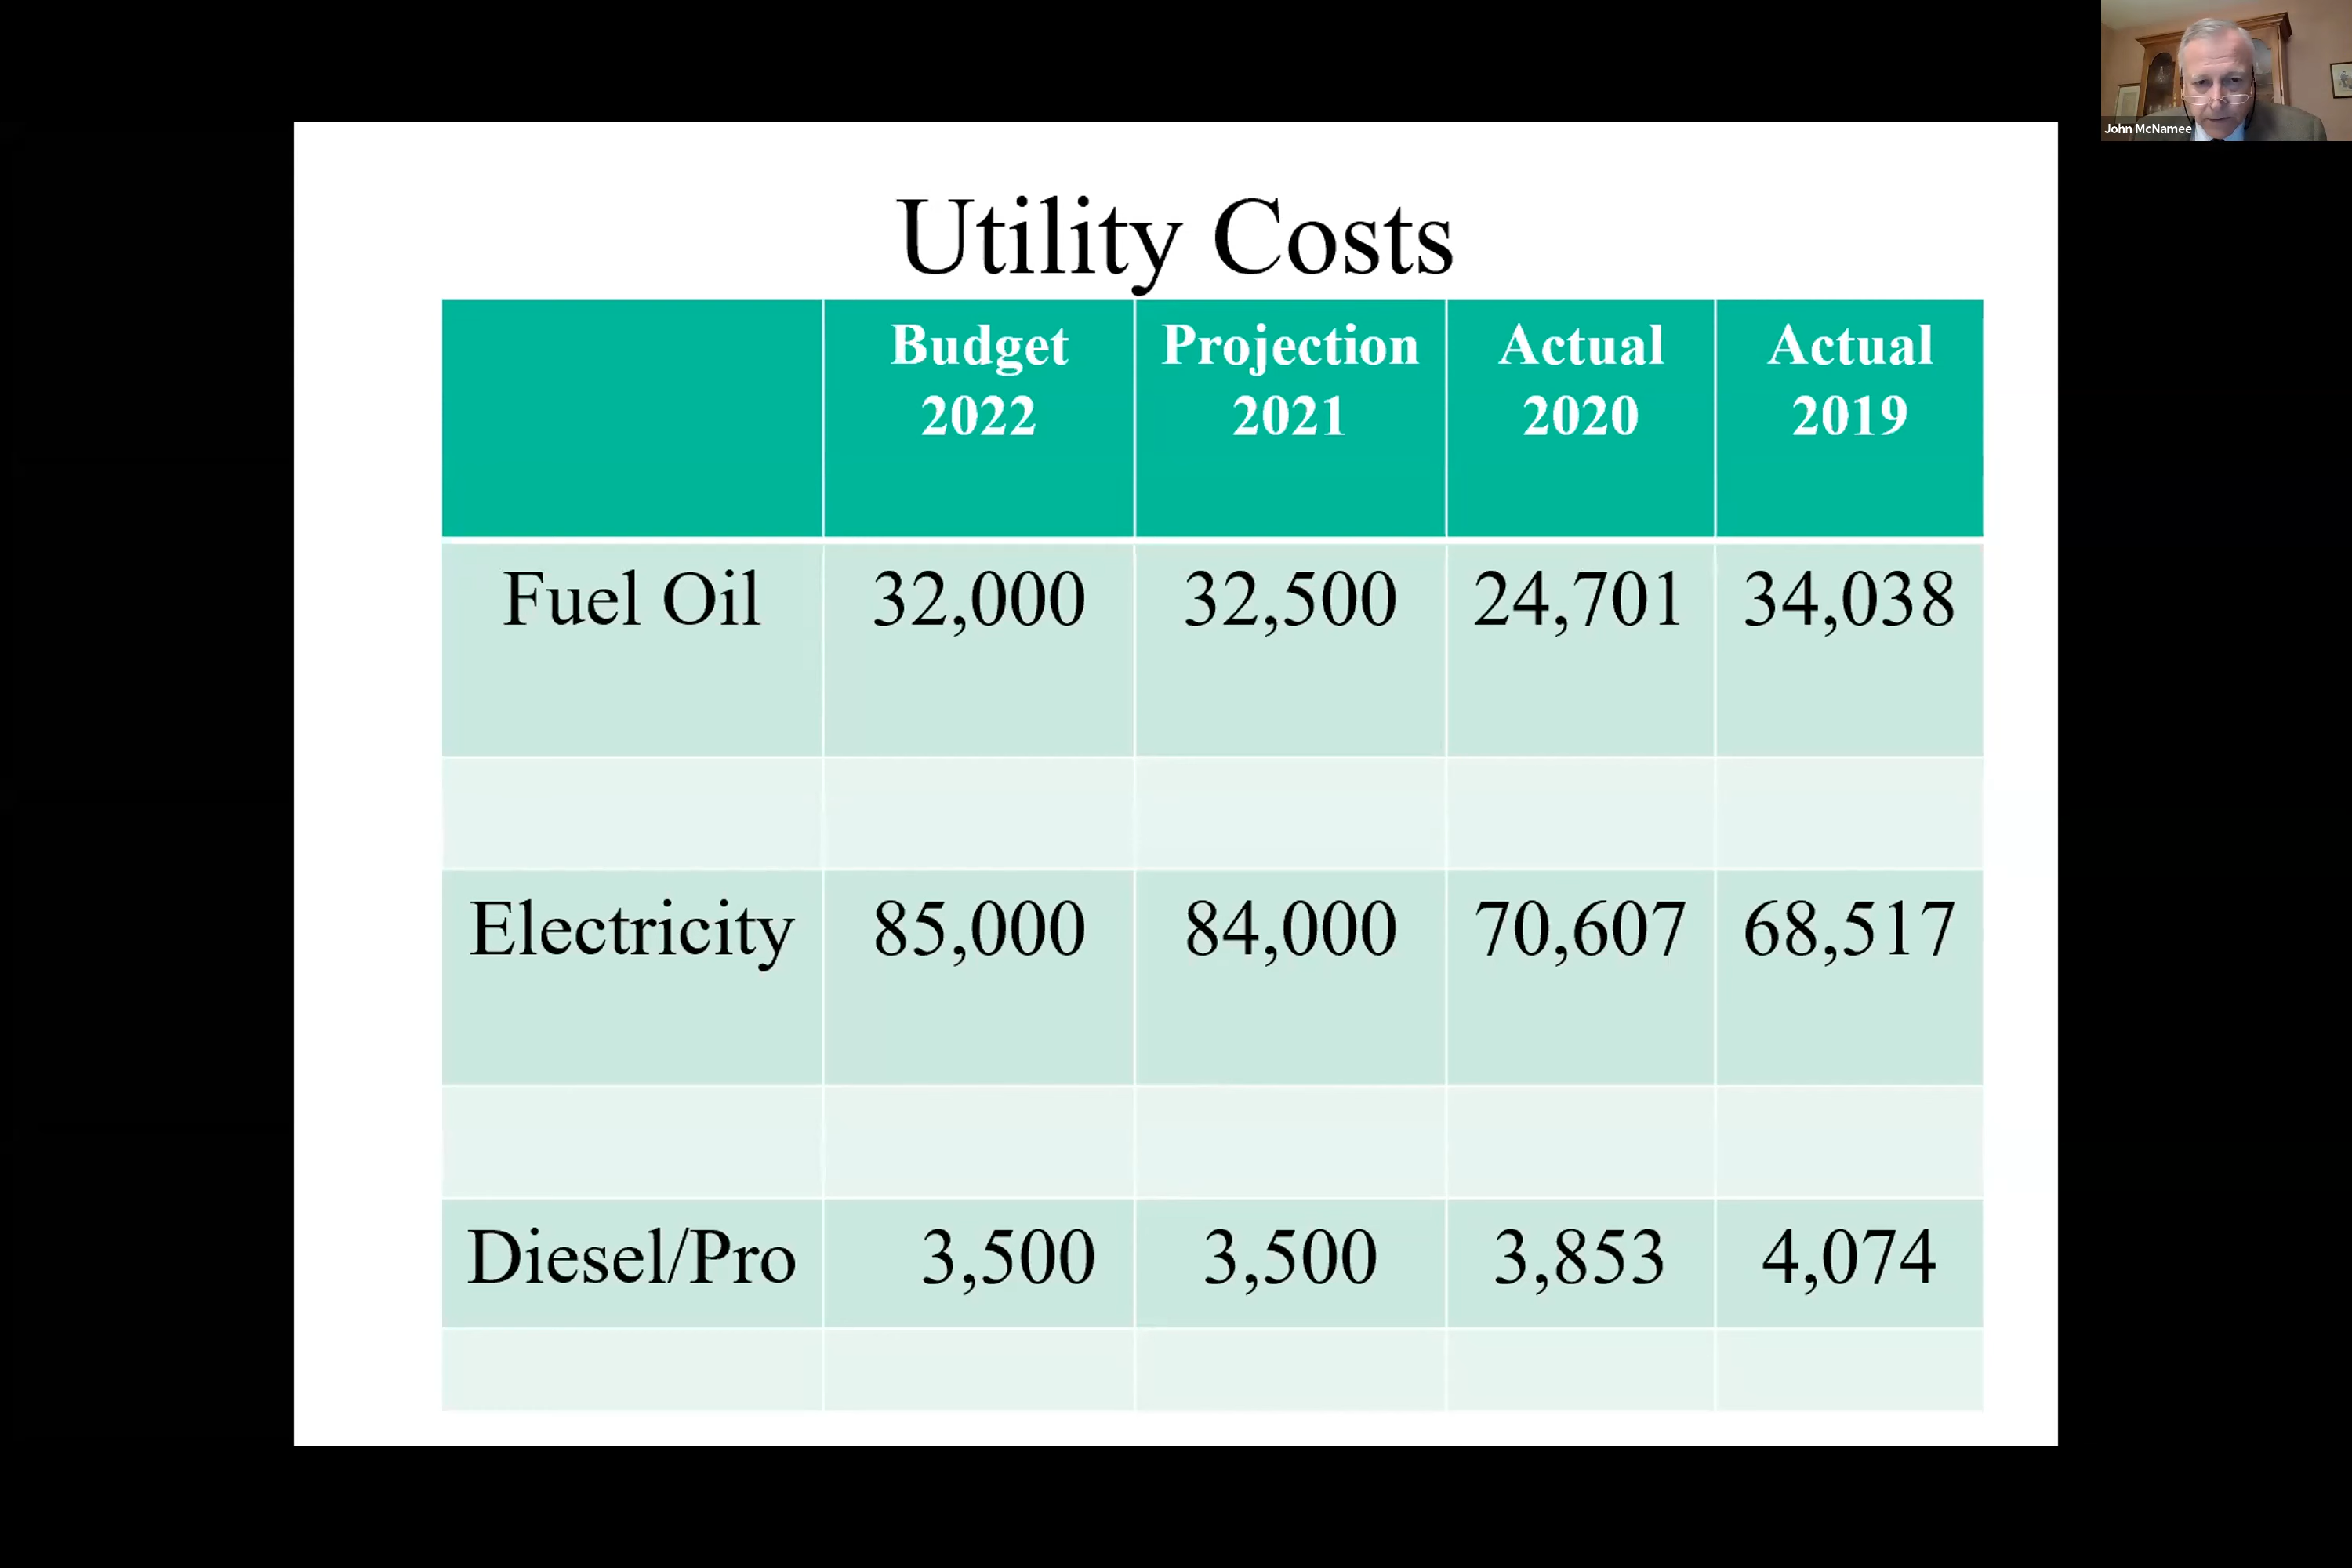 John McNamee
Utility Costs
Budget 2022 Projection 2021 Actual 2020 Actual 2019
Fuel Oil 32,000 32,500 24,701 34,038
Electricity 85,000 84,000 70,607 68,517
Diesel/Pro 3,500 3,500 3,853 4,074